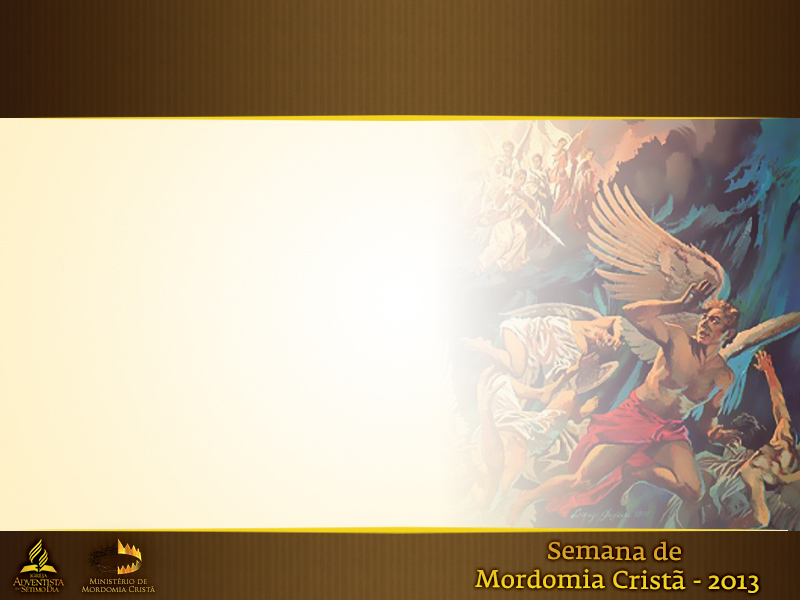 IGREJA
ADVENTISTA
DO SÉTIMO DIA
MINISTÉRIO DE
MORDOMIA CRISTÃ
Semana de
Mordomia Cristã - 2013